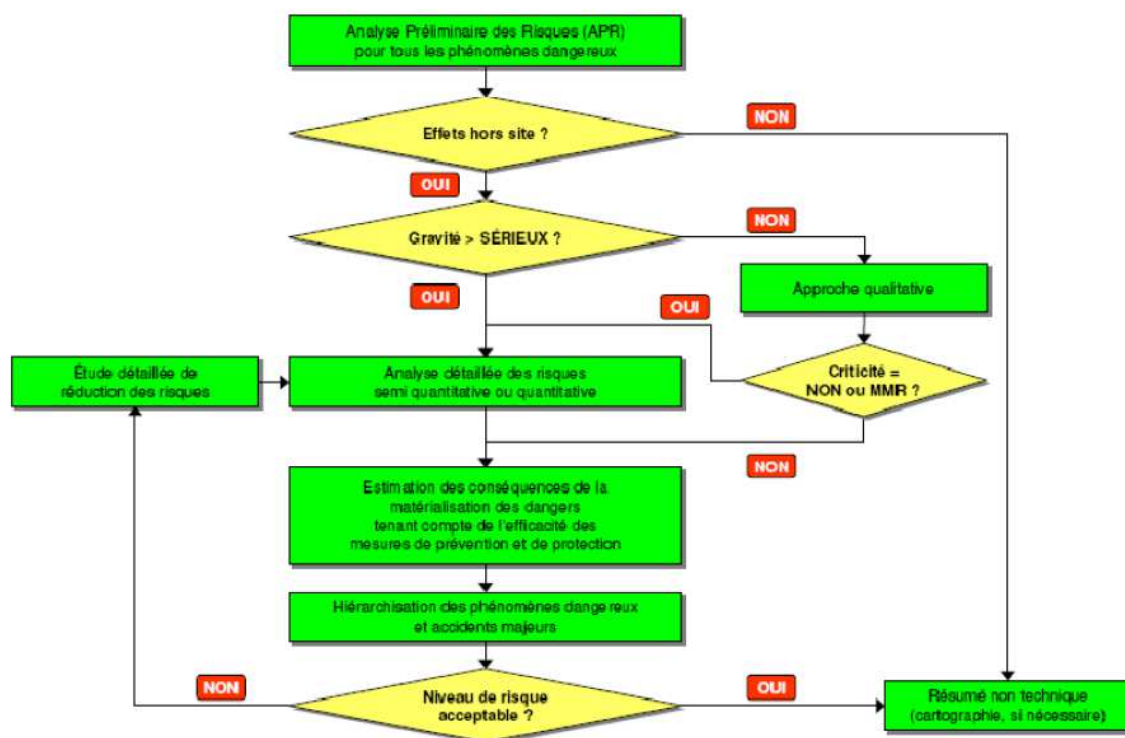 Analyse Préliminaire des Risques (APR)
pour tous les phénomènes dangereux
Effets hors site ?
NON
OUI
Gravité > SÉRIEUX ?
NON
OUI
Approche qualitative
OUI
Étude détaillée de
réduction des risques
Analyse détaillée des risques
semi quantitative ou quantitative
Criticité =
NON ou MMR ?
NON
Estimation des conséquences de la
matérialisation des dangers
tenant compte de l'efficacité des
mesures de prévention et de protection
Hiérarchisation des phénomènes dangereux
et accidents majeurs
NON
Niveau de risque
acceptable ?
OUI
Résumé non technique
(cartographie, si nécessaire)